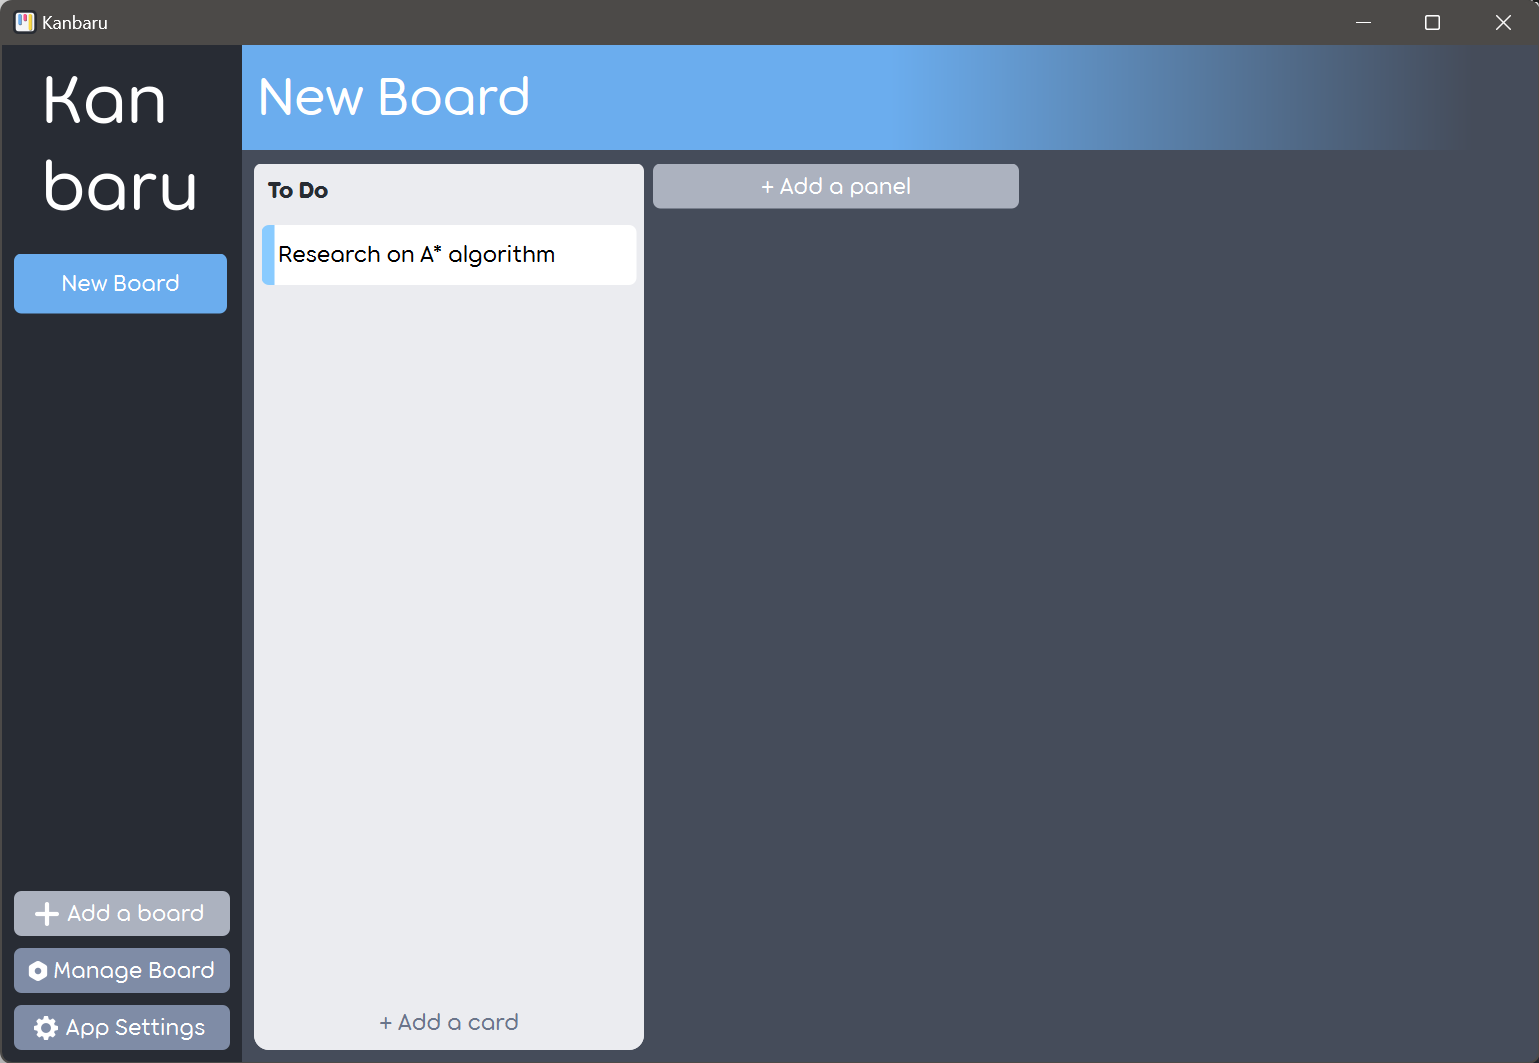 Kanbaru
Kan
baru
New Board
Add a board
Manage Board
App Settings
New Board
To Do
Research on A* algorithm
+ Add a card
+ Add a panel